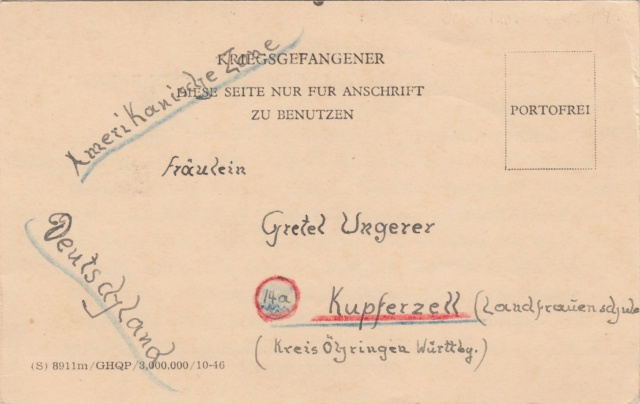 Amerikanische Zone
KRIEGSGEFANGENER
DIESE SEITE NUR FUR ANSCHRIFT
ZU BENUTZEN
PORTOFREI
Fräulein
Gretel Ungerer
Deutschland
14a Kupferzell (Landfrauenschule
(Kreis Öhringen Württbg.)
(S) 8911m/GHQP/3,000,000/10-46